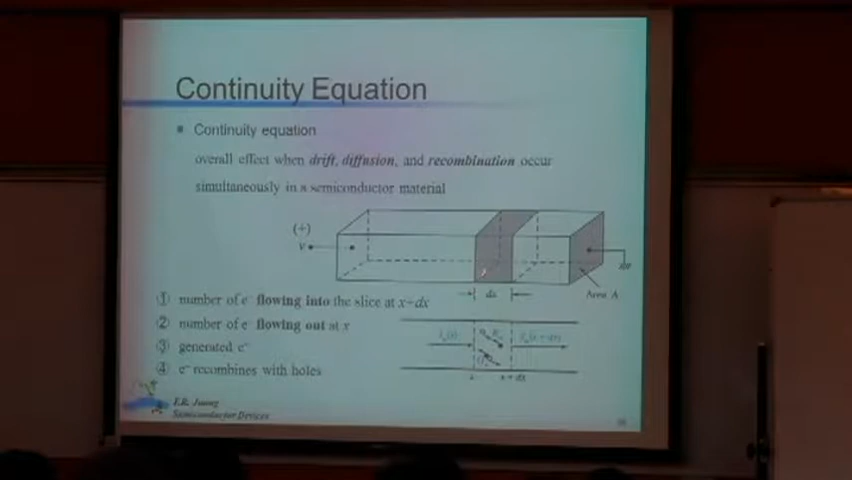 Continuity Equation
Continuity equation
overall effect when drift, diffusion, and recombination occur
simultaneously in a semiconductor material
(+)
V
dx
Area A
① number of e⁻ flowing into the slice at x+dx
② number of e⁻ flowing out at x
③ generated e⁻
④ e⁻ recombines with holes
x x + dx
Semiconductor Devices